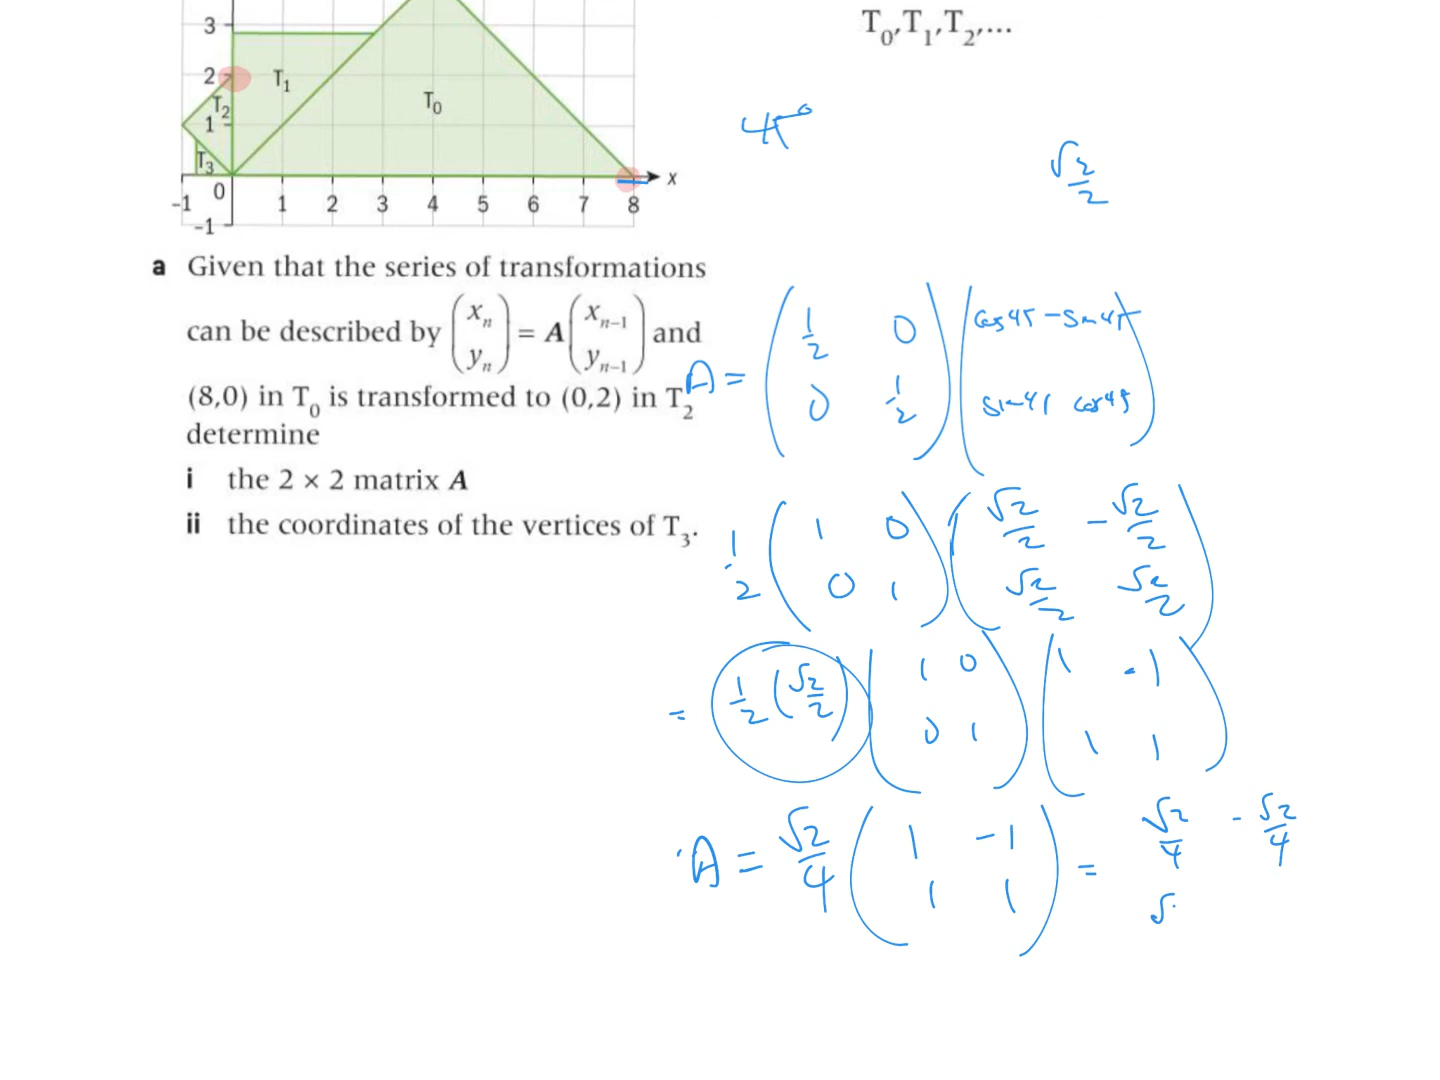 3
2
1
0
-1
-1
1 2 3 4 5 6 7 8
x
T₀
T₁
T₂
T₃
T₀,T₁,T₂,...
45°
√2/2
a Given that the series of transformations
can be described by (xₙ yₙ) = A (xₙ₋₁ yₙ₋₁) and
(8,0) in T₀ is transformed to (0,2) in T₂
determine
i the 2 × 2 matrix A
ii the coordinates of the vertices of T₃.
A = (1/2 0 0 1/2) (cos45 -sin45 sin45 cos45)
1/2 (1 0 0 1) (√2/2 -√2/2 √2/2 √2/2)
= 1/2 (√2/2) (1 0 0 1) (1 -1 1 1)
A = √2/4 (1 -1 1 1) = √2/4 - √2/4
√